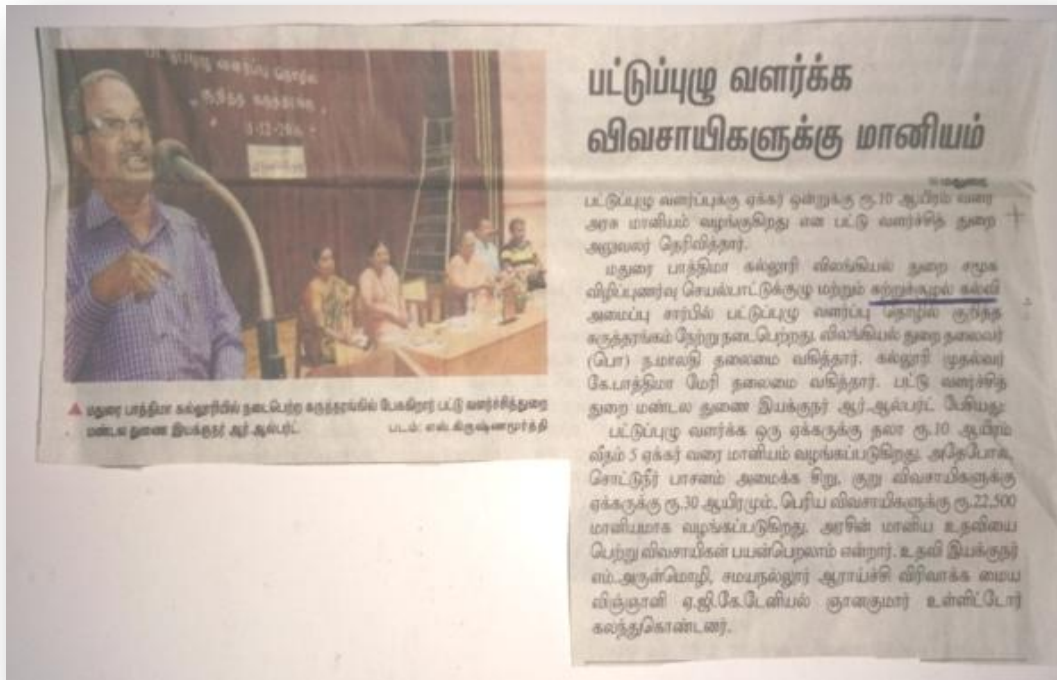 பட்டுப்புழு வளர்ப்பு தொழில்
குறித்த கருத்தரங்கு
பட்டுப்புழு வளர்க்க
விவசாயிகளுக்கு மானியம்
மதுரை
பட்டுப்புழு வளர்ப்புக்கு ஏக்கர் ஒன்றுக்கு ரூ.10 ஆயிரம் வரை
அரசு மானியம் வழங்குகிறது என பட்டு வளர்ச்சித் துறை
அலுவலர் தெரிவித்தார்.
மதுரை பாத்திமா கல்லூரி விலங்கியல் துறை சமூக
விழிப்புணர்வு செயல்பாட்டுக்குழு மற்றும் சுற்றுச்சூழல் கல்வி
அமைப்பு சார்பில் பட்டுப்புழு வளர்ப்பு தொழில் குறித்த
கருத்தரங்கம் நேற்று நடைபெற்றது. விலங்கியல் துறை தலைவர்
(பொ) ந.மாலதி தலைமை வகித்தார். கல்லூரி முதல்வர்
கே.பாத்திமா மேரி தலைமை வகித்தார். பட்டு வளர்ச்சித்
துறை மண்டல துணை இயக்குநர் ஆர்.ஆல்பர்ட் பேசியது:
பட்டுப்புழு வளர்க்க ஒரு ஏக்கருக்கு தலா ரூ.10 ஆயிரம்
வீதம் 5 ஏக்கர் வரை மானியம் வழங்கப்படுகிறது. அதேபோல,
சொட்டுநீர் பாசனம் அமைக்க சிறு, குறு விவசாயிகளுக்கு
ஏக்கருக்கு ரூ.30 ஆயிரமும், பெரிய விவசாயிகளுக்கு ரூ.22,500
மானியமாக வழங்கப்படுகிறது. அரசின் மானிய உதவியை
பெற்று விவசாயிகள் பயன்பெறலாம் என்றார். உதவி இயக்குநர்
எம்.அருள்மொழி, சமயநல்லூர் ஆராய்ச்சி விரிவாக்க மைய
விஞ்ஞானி ஏ.ஜி.கே.டேனியல் ஞானகுமார் உள்ளிட்டோர்
கலந்துகொண்டனர்.
மதுரை பாத்திமா கல்லூரியில் நடைபெற்ற கருத்தரங்கில் பேசுகிறார் பட்டு வளர்ச்சித்துறை
மண்டல துணை இயக்குநர் ஆர் ஆல்பர்ட். படம்: எஸ்.கிருஷ்ணமூர்த்தி